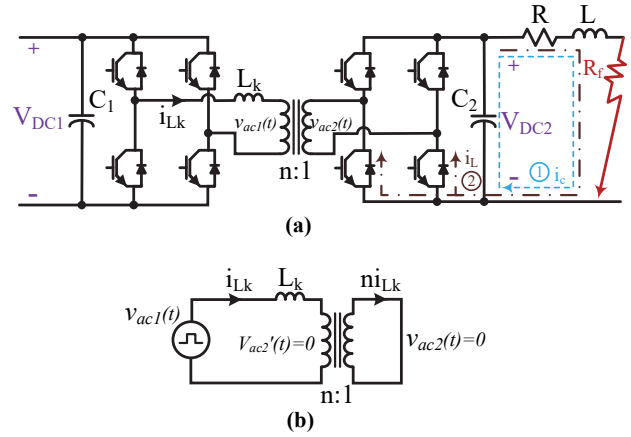 R L
+ + R_f
L_k
V_DC1 C_1 i_Lk v_ac1(t) v_ac2(t) C_2 V_DC2
i_L
- n:1 ② - ① i_c
(a)
i_Lk L_k ni_Lk
v_ac1(t)
V_ac2'(t)=0 v_ac2(t)=0
n:1
(b)